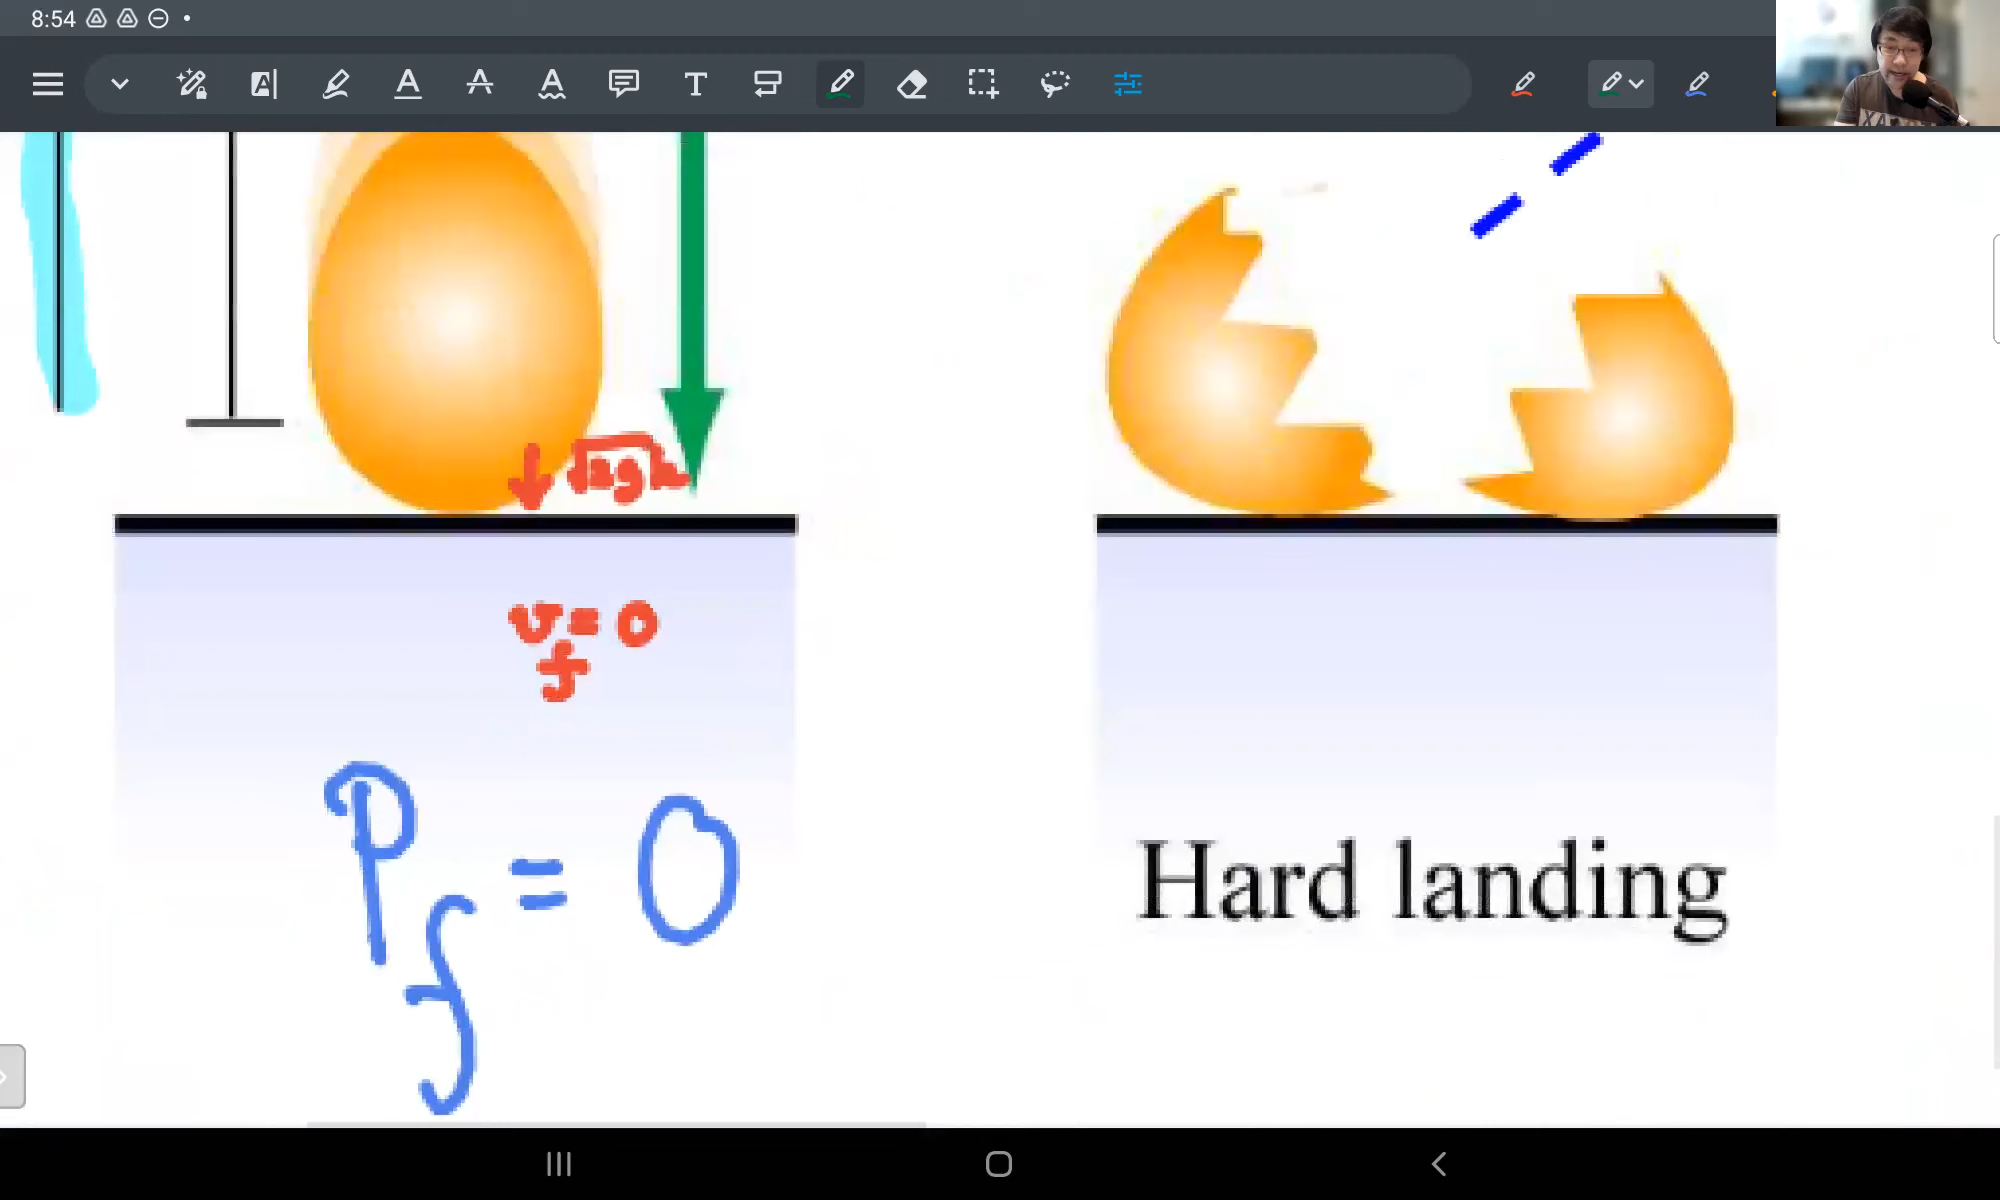 8:54
√2gh
v_f = 0
P_f = 0
Hard landing